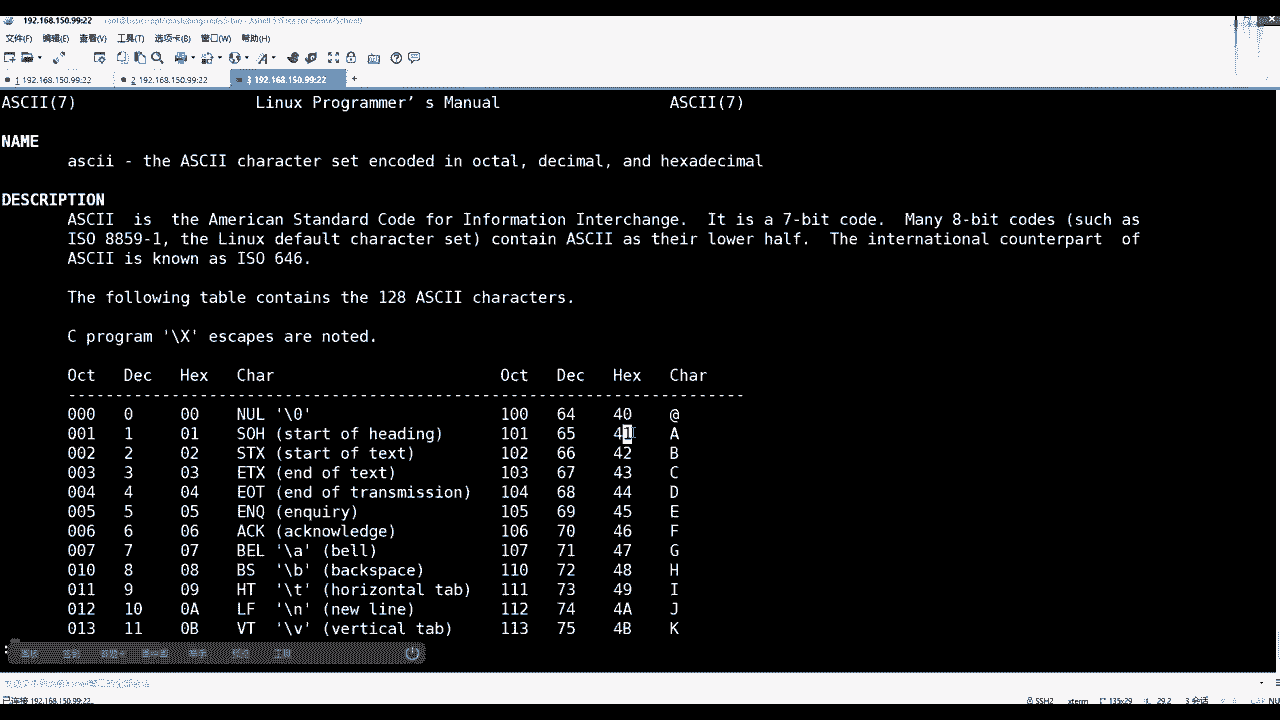 192.168.150.99:22
文件(F) 编辑(E) 查看(V) 工具(T) 选项卡(B) 窗口(W) 帮助(H)
1 192.168.150.99:22 2 192.168.150.99:22 3 192.168.150.99:22 +
ASCII(7) Linux Programmer’ s Manual ASCII(7)
NAME
ascii - the ASCII character set encoded in octal, decimal, and hexadecimal
DESCRIPTION
ASCII is the American Standard Code for Information Interchange. It is a 7-bit code. Many 8-bit codes (such as
ISO 8859-1, the Linux default character set) contain ASCII as their lower half. The international counterpart of
ASCII is known as ISO 646.
The following table contains the 128 ASCII characters.
C program '\X' escapes are noted.
Oct Dec Hex Char Oct Dec Hex Char
------------------------------------------------------------------------
000 0 00 NUL '\0' 100 64 40 @
001 1 01 SOH (start of heading) 101 65 41 A
002 2 02 STX (start of text) 102 66 42 B
003 3 03 ETX (end of text) 103 67 43 C
004 4 04 EOT (end of transmission) 104 68 44 D
005 5 05 ENQ (enquiry) 105 69 45 E
006 6 06 ACK (acknowledge) 106 70 46 F
007 7 07 BEL '\a' (bell) 107 71 47 G
010 8 08 BS '\b' (backspace) 110 72 48 H
011 9 09 HT '\t' (horizontal tab) 111 73 49 I
012 10 0A LF '\n' (new line) 112 74 4A J
013 11 0B VT '\v' (vertical tab) 113 75 4B K
:
已连接 192.168.150.99:22. SSH2 xterm 135x29 29,2 3 会话 NU